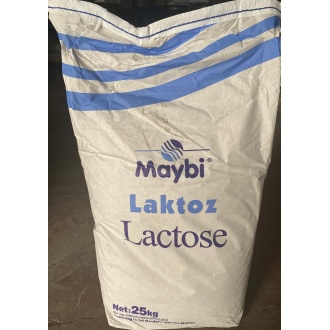 Maybi®
Laktoz
Lactose
Net:25kg